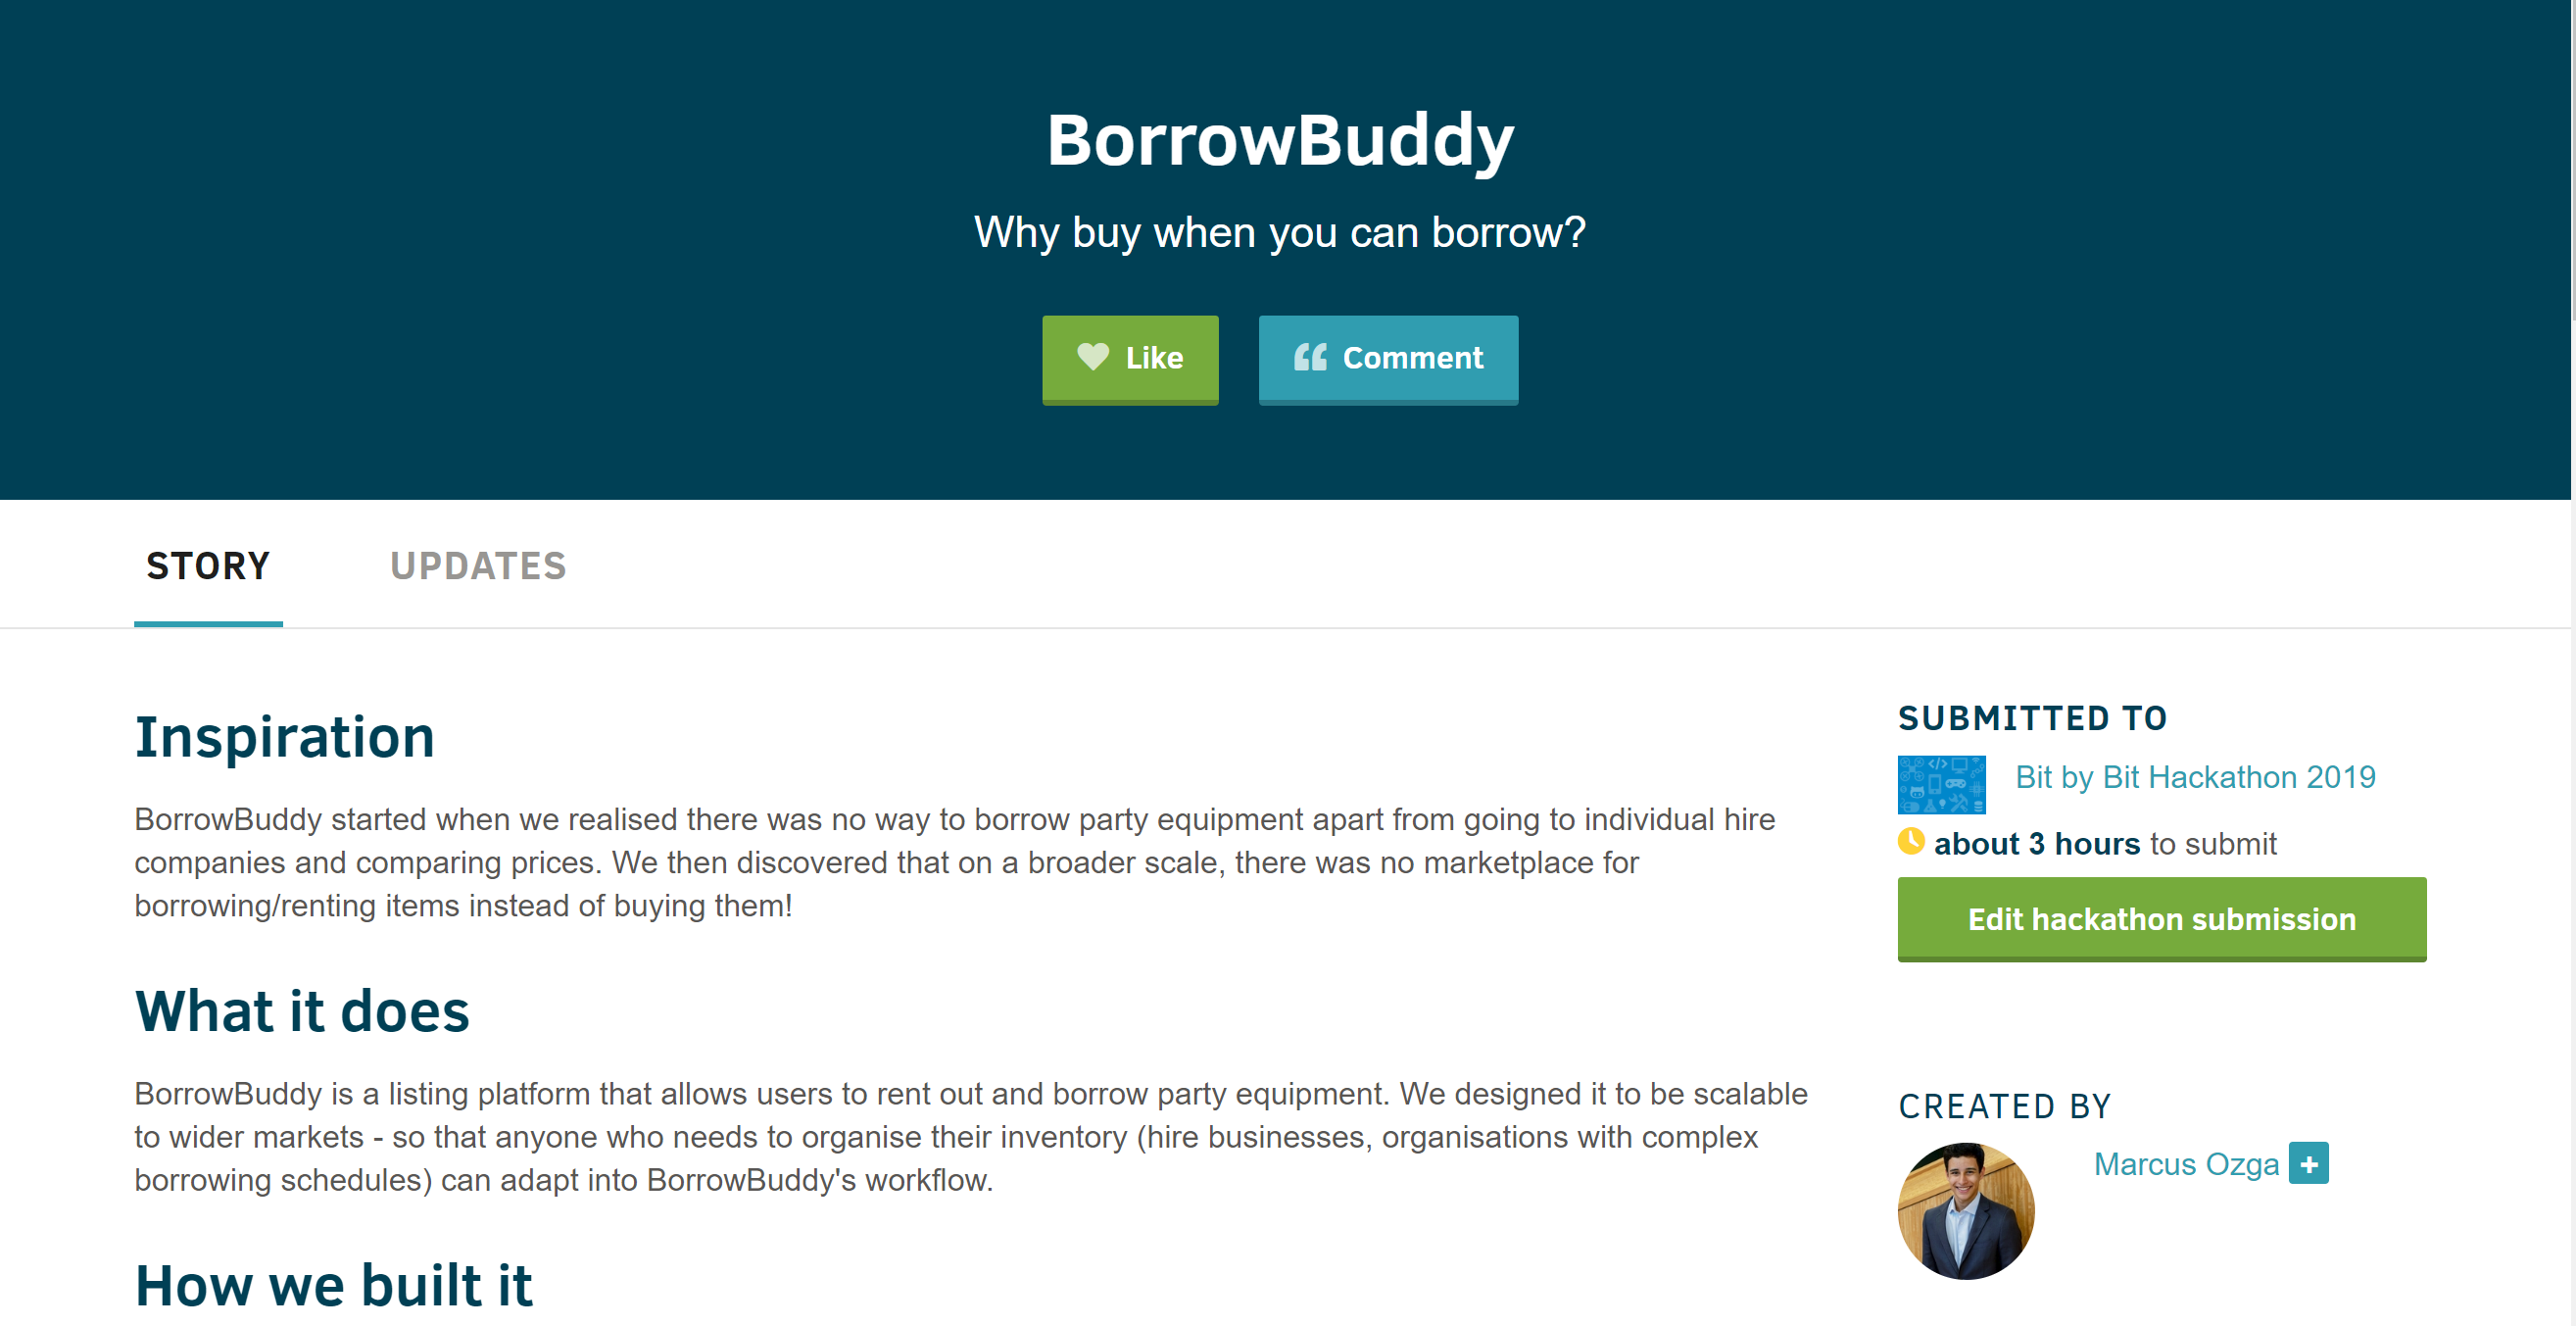 BorrowBuddy
Why buy when you can borrow?
Like
Comment
STORY
UPDATES
Inspiration
BorrowBuddy started when we realised there was no way to borrow party equipment apart from going to individual hire
companies and comparing prices. We then discovered that on a broader scale, there was no marketplace for
borrowing/renting items instead of buying them!
What it does
BorrowBuddy is a listing platform that allows users to rent out and borrow party equipment. We designed it to be scalable
to wider markets - so that anyone who needs to organise their inventory (hire businesses, organisations with complex
borrowing schedules) can adapt into BorrowBuddy's workflow.
How we built it
SUBMITTED TO
Bit by Bit Hackathon 2019
about 3 hours to submit
Edit hackathon submission
CREATED BY
Marcus Ozga